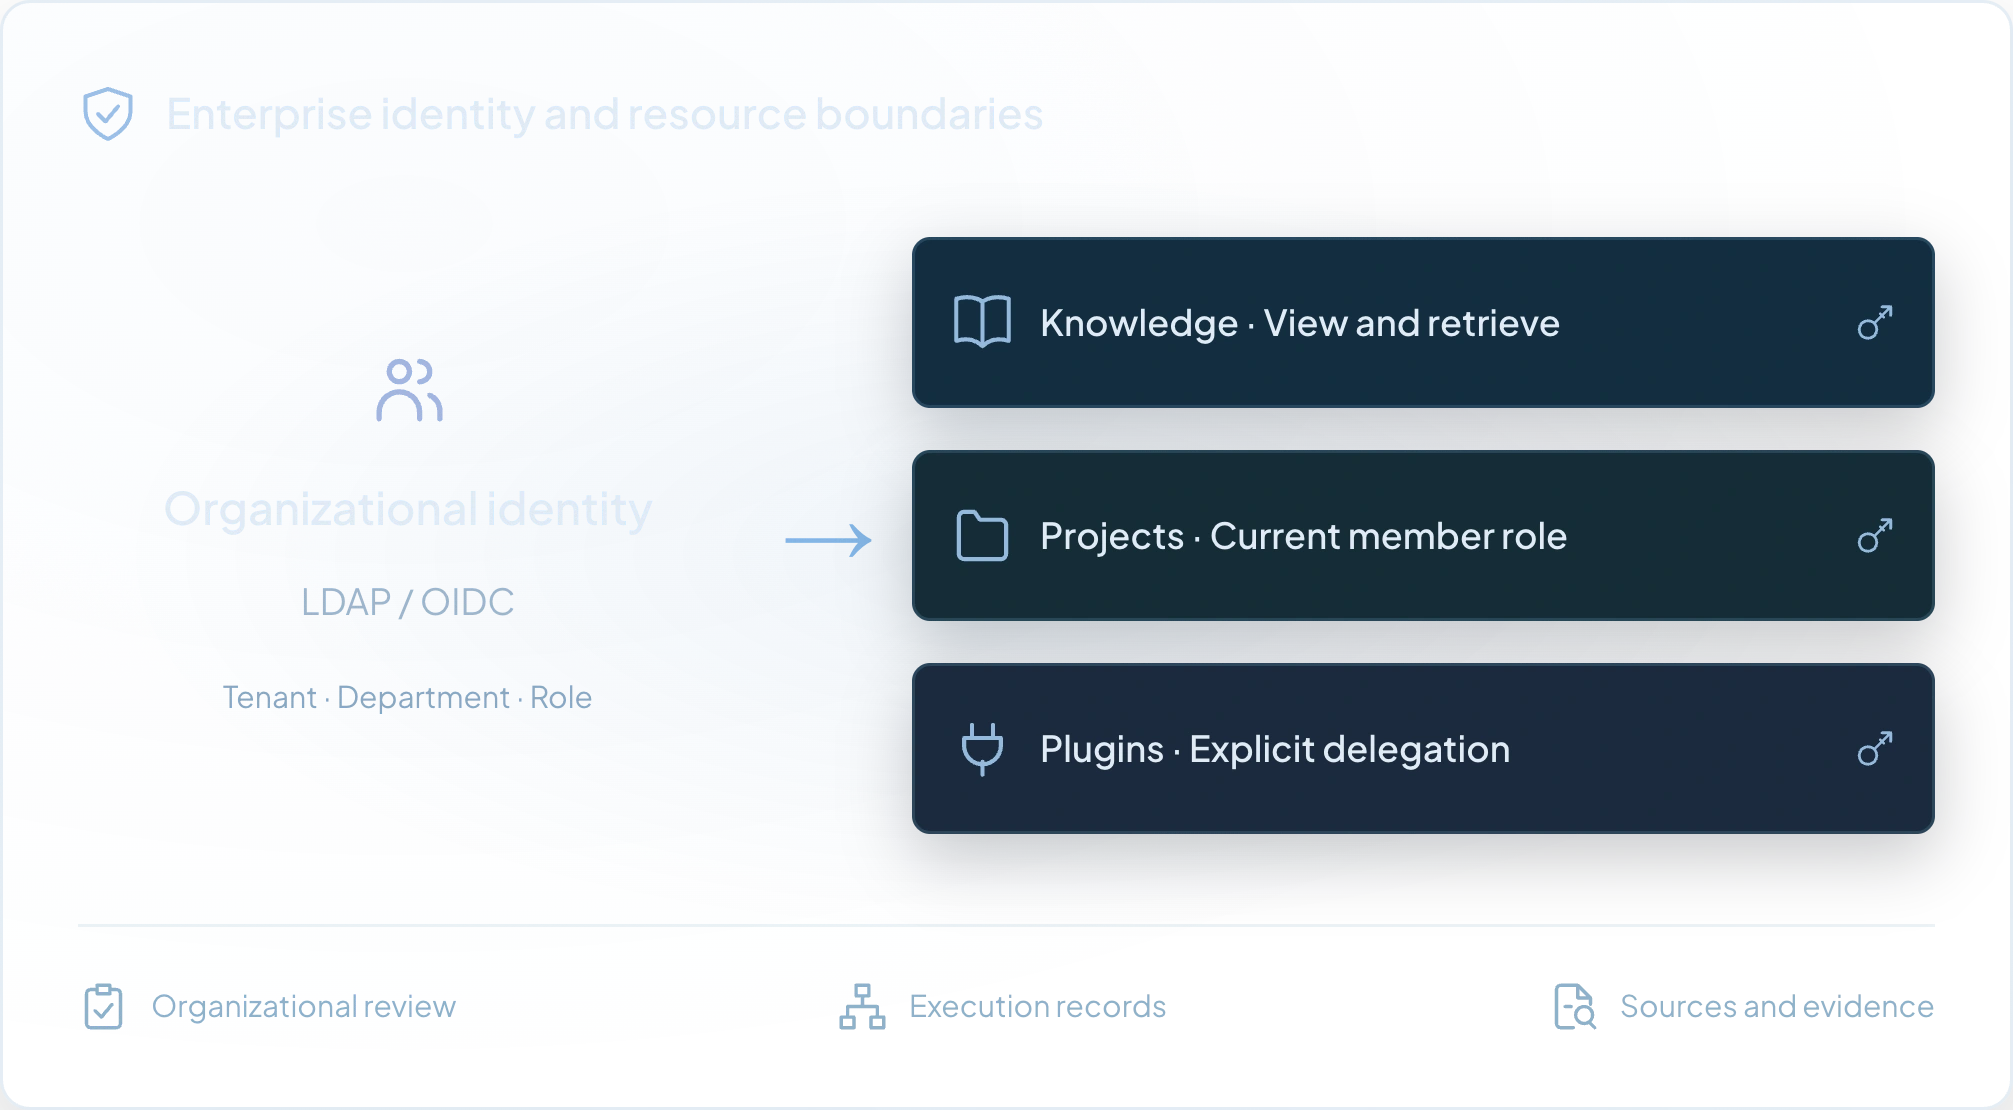 Enterprise identity and resource boundaries
Organizational identity
LDAP / OIDC
Tenant · Department · Role
Knowledge · View and retrieve
Projects · Current member role
Plugins · Explicit delegation
Organizational review
Execution records
Sources and evidence